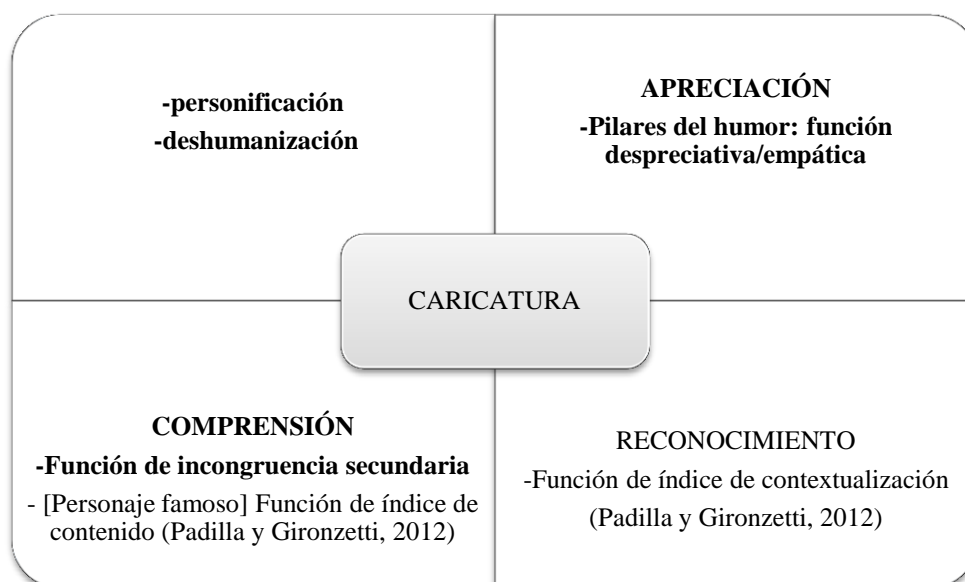 -personificación
-deshumanización
APRECIACIÓN
-Pilares del humor: función
despreciativa/empática
CARICATURA
COMPRENSIÓN
-Función de incongruencia secundaria
- [Personaje famoso] Función de índice de
contenido (Padilla y Gironzetti, 2012)
RECONOCIMIENTO
-Función de índice de contextualización
(Padilla y Gironzetti, 2012)